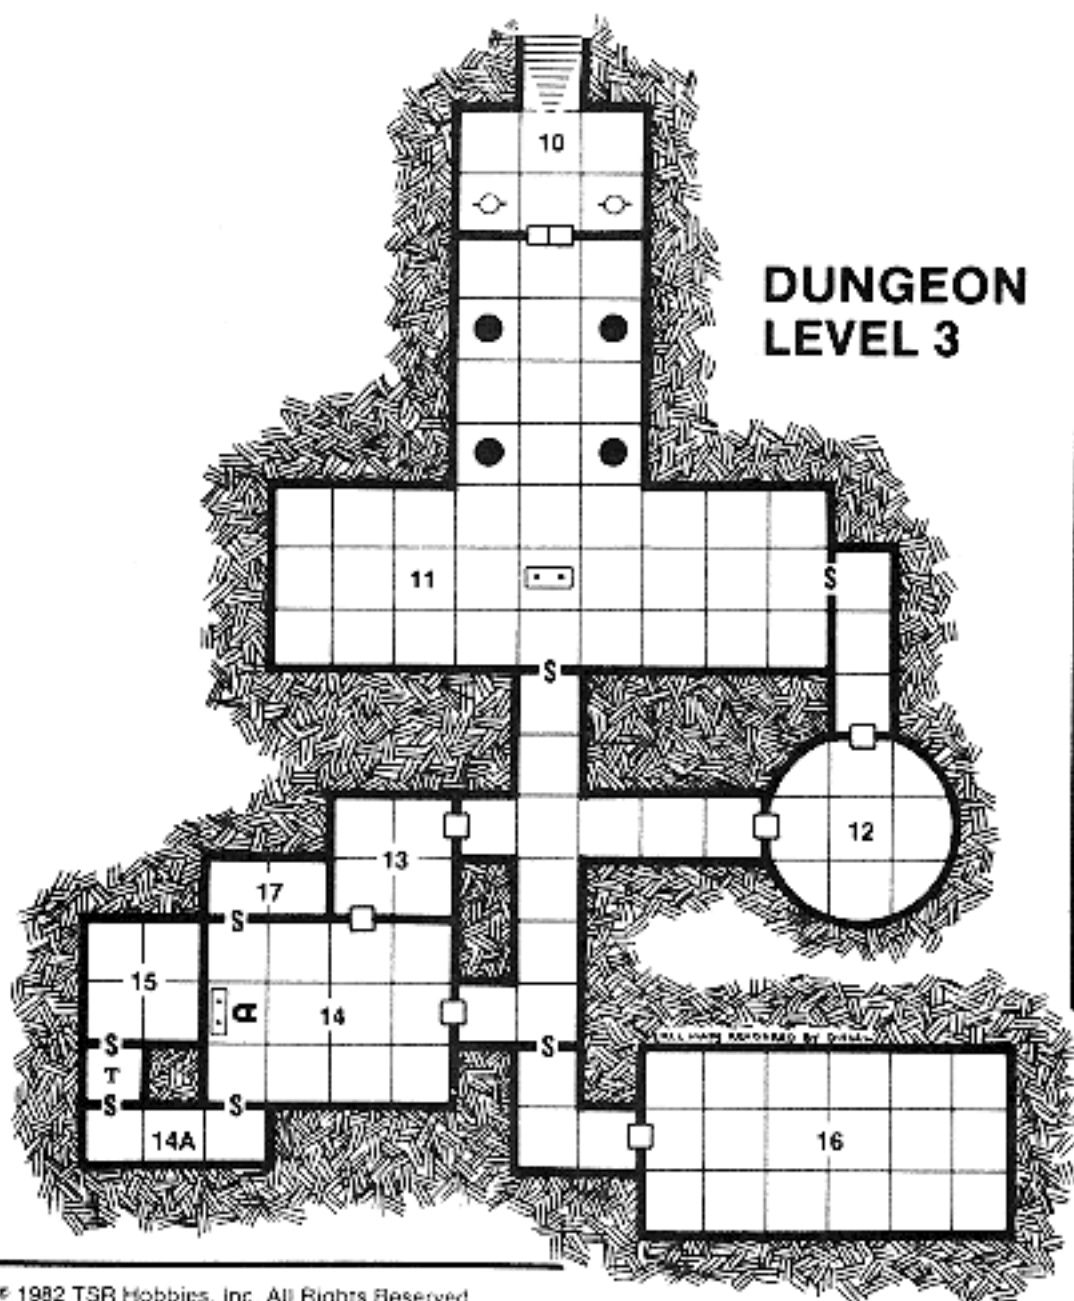 10
DUNGEON
LEVEL 3
11
S
S
12
13
17
S
15
14
S
S
T
S
S
14A
16
© 1982 TSR Hobbies, Inc. All Rights Reserved